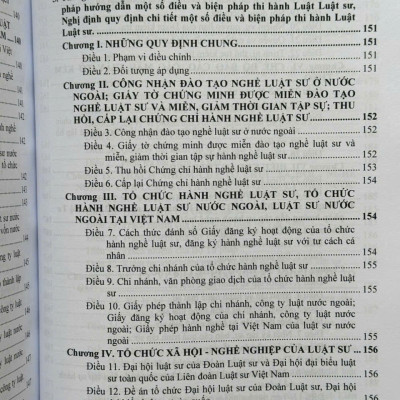 pháp hướng dẫn một số điều và biện pháp thi hành Luật Luật sư,
Nghị định quy định chi tiết một số điều và biện pháp thi hành Luật
Luật sư. 151
Chương I. NHỮNG QUY ĐỊNH CHUNG 151
Điều 1. Phạm vi điều chỉnh 151
Điều 2. Đối tượng áp dụng 151
Chương II. CÔNG NHẬN ĐÀO TẠO NGHỀ LUẬT SƯ Ở NƯỚC
NGOÀI; GIẤY TỜ CHỨNG MINH ĐƯỢC MIỄN ĐÀO TẠO
NGHỀ LUẬT SƯ VÀ MIỄN, GIẢM THỜI GIAN TẬP SỰ; THU
HỒI, CẤP LẠI CHỨNG CHỈ HÀNH NGHỀ LUẬT SƯ 152
Điều 3. Công nhận đào tạo nghề luật sư ở nước ngoài 152
Điều 4. Giấy tờ chứng minh được miễn đào tạo nghề luật sư và
miễn, giảm thời gian tập sự hành nghề luật sư 152
Điều 5. Thu hồi Chứng chỉ hành nghề luật sư 153
Điều 6. Cấp lại Chứng chỉ hành nghề luật sư 153
Chương III. TỔ CHỨC HÀNH NGHỀ LUẬT SƯ, TỔ CHỨC
HÀNH NGHỀ LUẬT SƯ NƯỚC NGOÀI, LUẬT SƯ NƯỚC
NGOÀI TẠI VIỆT NAM 154
Điều 7. Cách thức đánh số Giấy đăng ký hoạt động của tổ chức
hành nghề luật sư, đăng ký hành nghề luật sư với tư cách cá
nhân 154
Điều 8. Trưởng chi nhánh của tổ chức hành nghề luật sư 155
Điều 9. Chi nhánh, văn phòng giao dịch của tổ chức hành nghề luật
sư 155
Điều 10. Giấy phép thành lập chi nhánh, công ty luật nước ngoài;
Giấy đăng ký hoạt động của chi nhánh, công ty luật nước
ngoài; Giấy phép hành nghề tại Việt Nam của luật sư nước
ngoài 155
Chương IV. TỔ CHỨC XÃ HỘI - NGHỀ NGHIỆP CỦA LUẬT SƯ 156
Điều 11. Đại hội luật sư của Đoàn Luật sư và Đại hội đại biểu luật
sư toàn quốc của Liên đoàn Luật sư Việt Nam 156
Điều 12. Đề án tổ chức Đại hội luật sư của Đoàn Luật sư, Đại hội